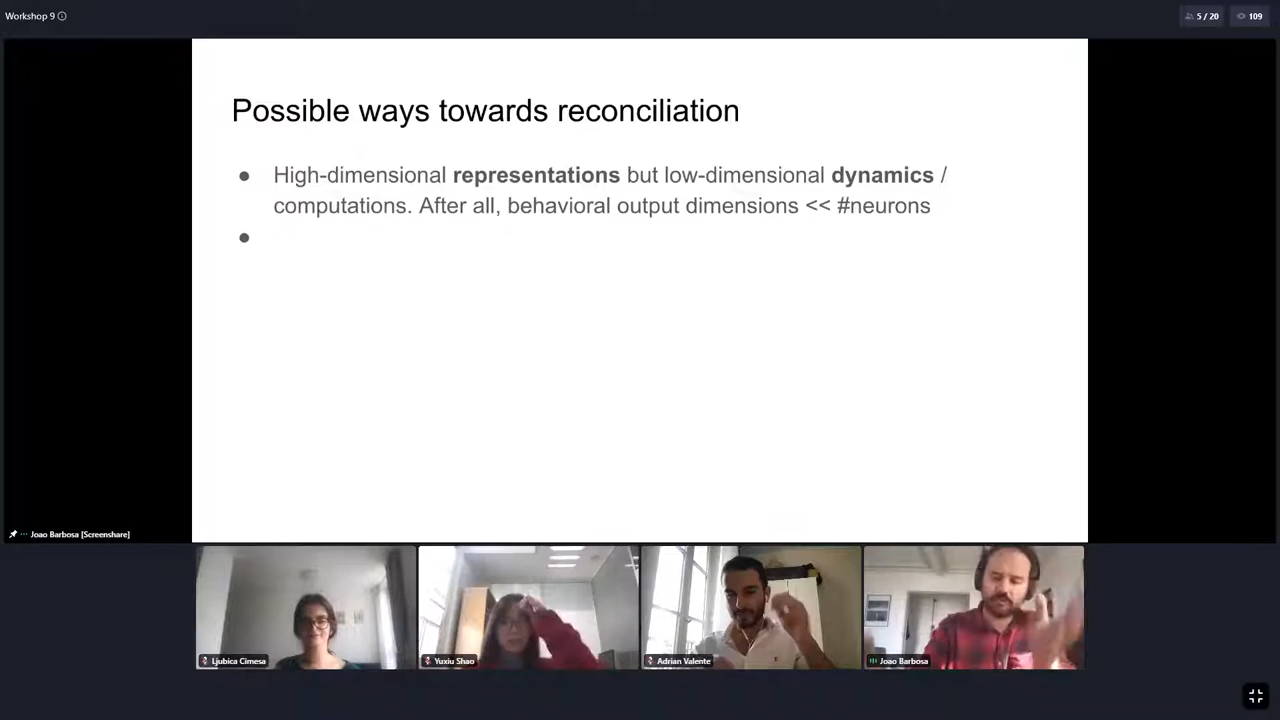 Workshop 9
5 / 20
109
Possible ways towards reconciliation
● High-dimensional representations but low-dimensional dynamics /
computations. After all, behavioral output dimensions << #neurons
●
Joao Barbosa [Screenshare]
Ljubica Cimesa
Yuxiu Shao
Adrian Valente
Joao Barbosa